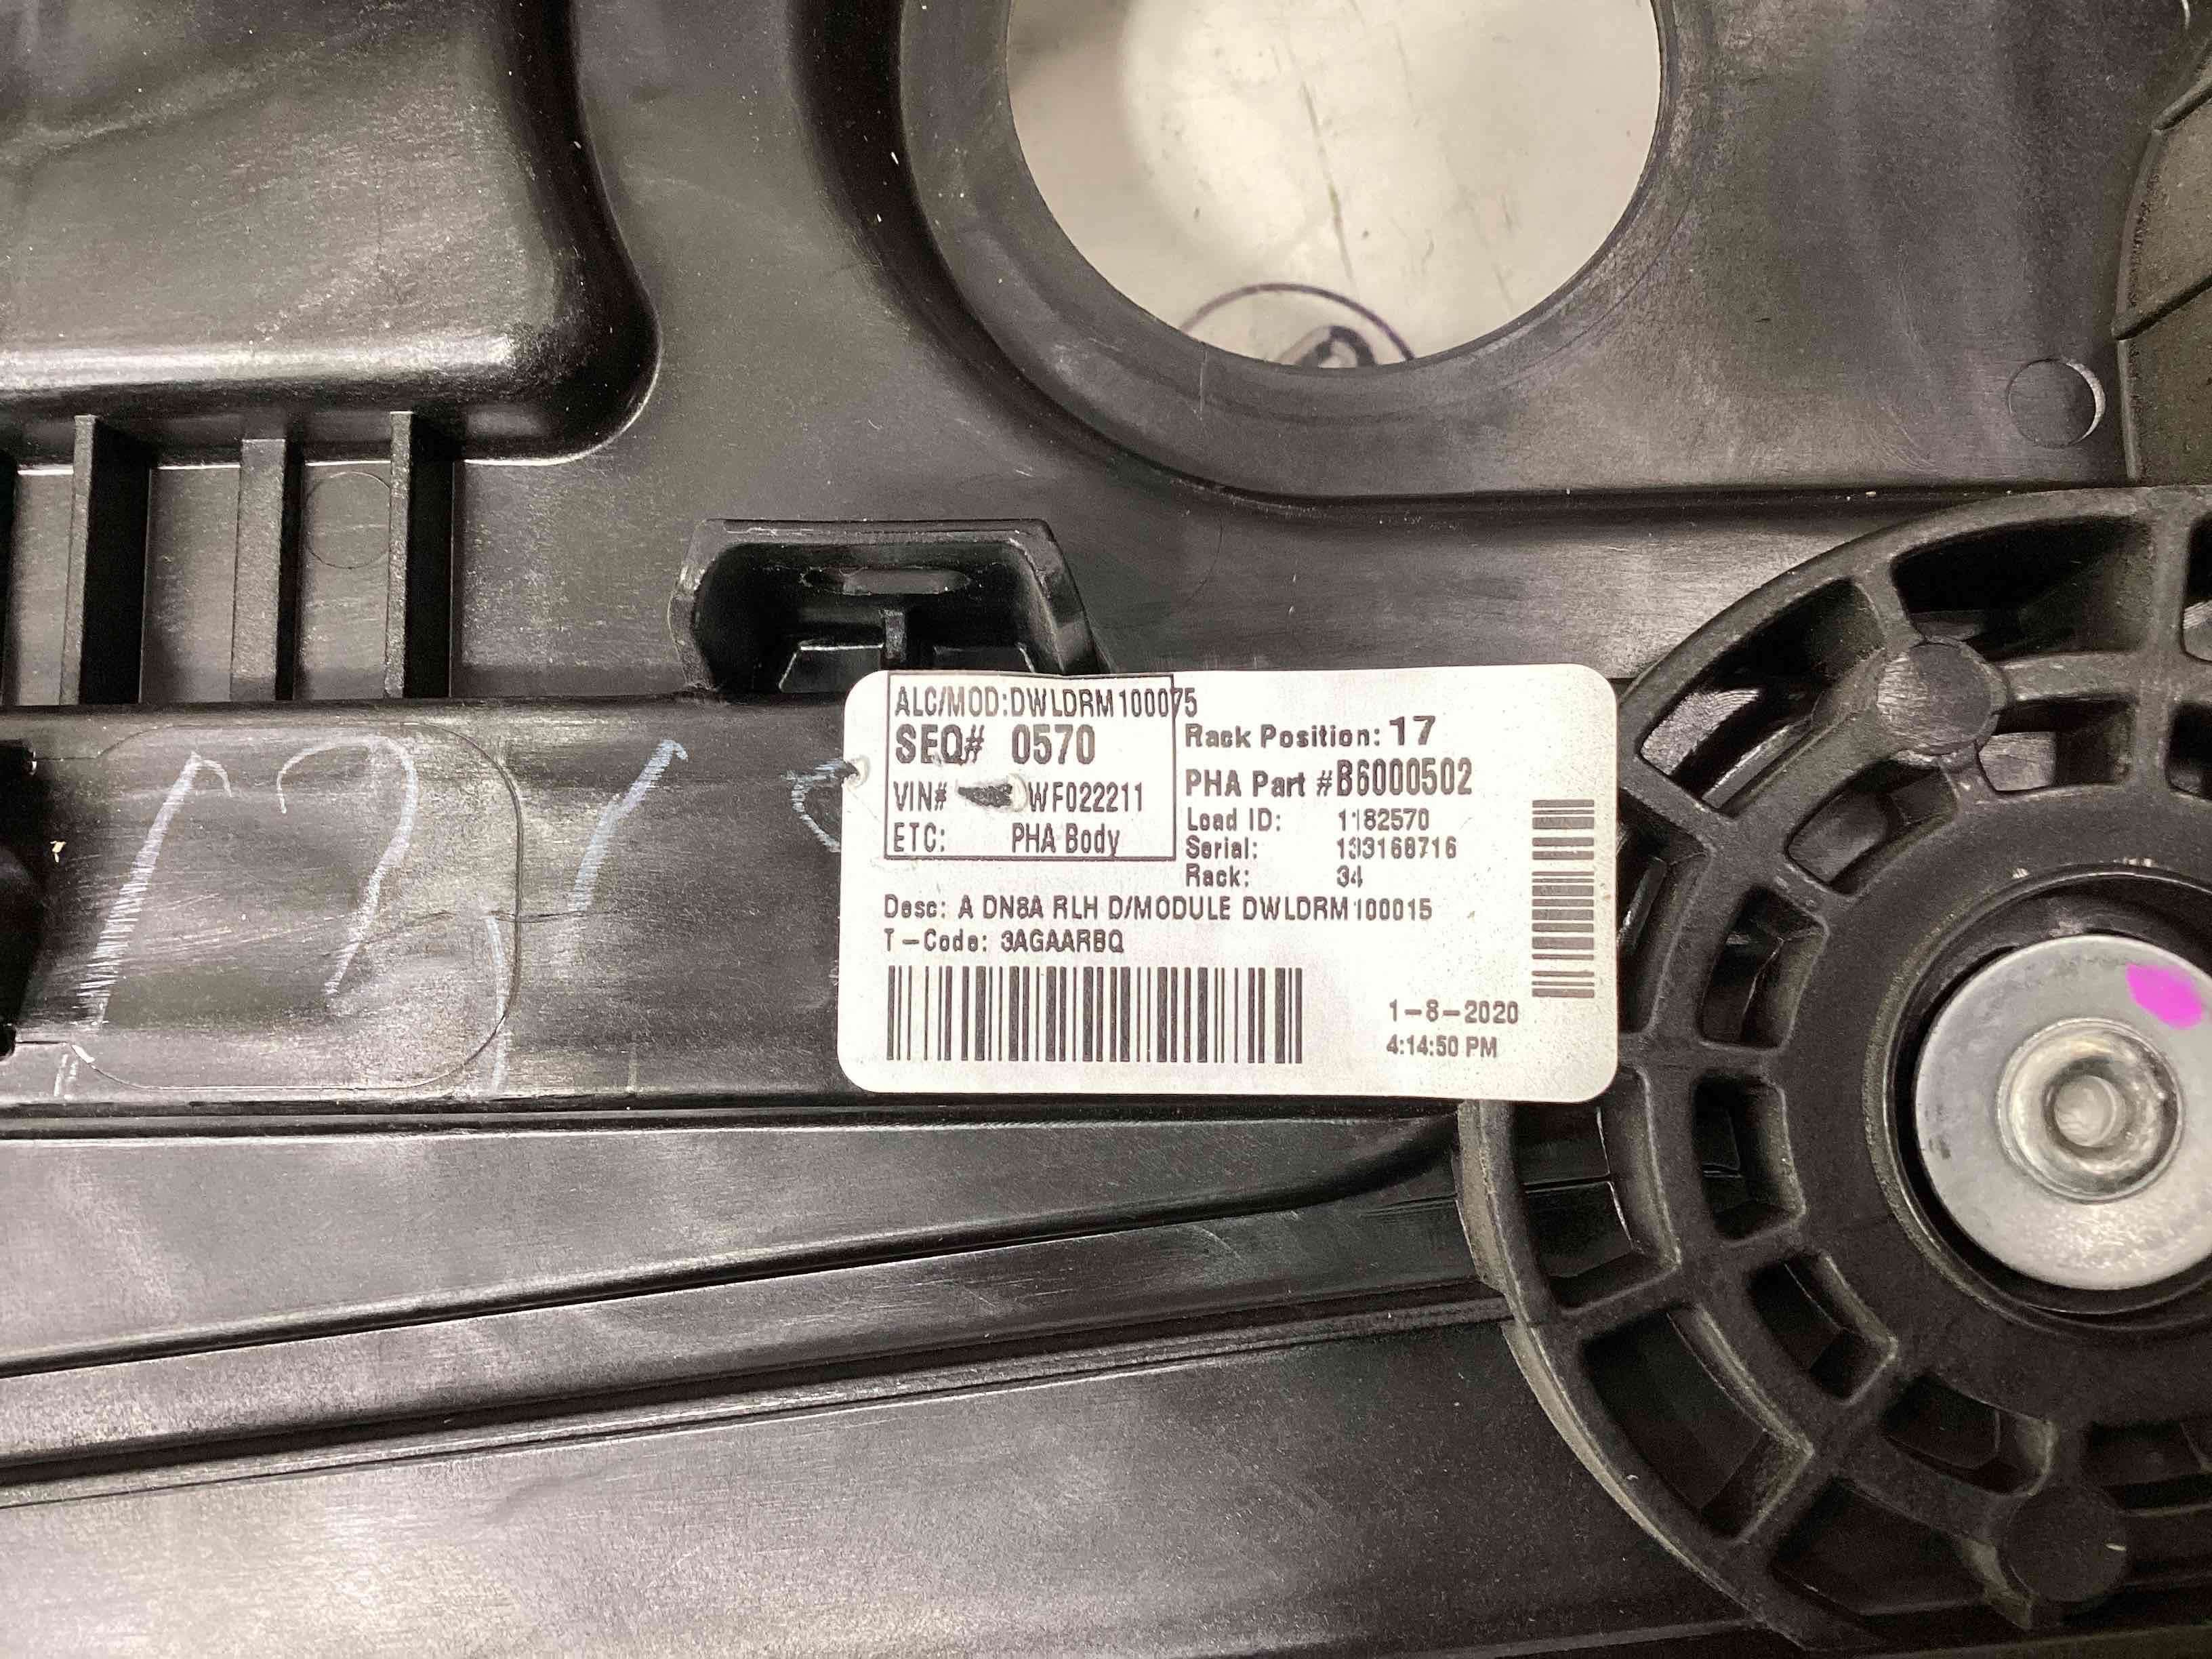 ALC/MOD:DWLDRM100075
SEQ# 0570
VIN# WF022211
ETC: PHA Body
Rack Position: 17
PHA Part #B6000502
Load ID: 1182570
Serial: 133168716
Rack: 34
Desc: A DN8A RLH D/MODULE DWLDRM100015
T-Code: 3AGAARBQ
1-8-2020
4:14:50 PM